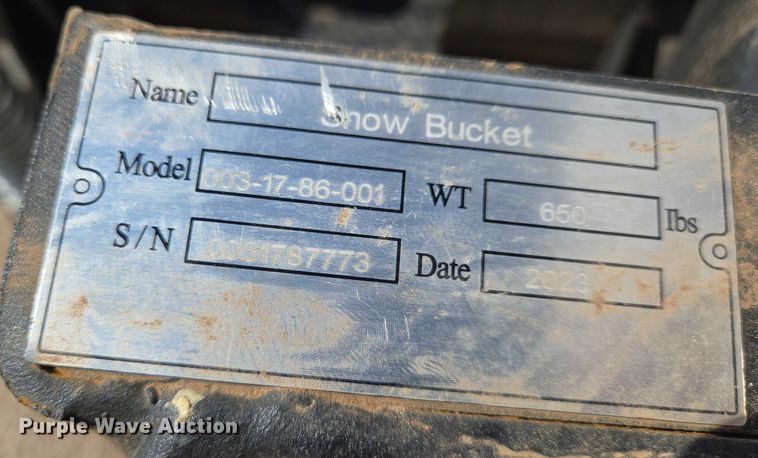 Name Snow Bucket
Model 003-17-86-001 WT 650 lbs
S/N 0031787773 Date 2023
Purple Wave Auction